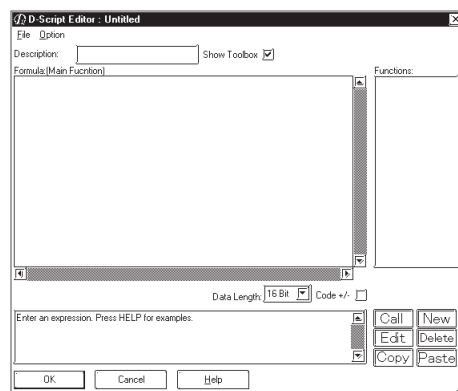 D-Script Editor : Untitled
File Option
Description: Show Toolbox
Formula:(Main Fucntion) Functions:
Data Length: 16 Bit Code +/-
Enter an expression. Press HELP for examples.
Call New
Edit Delete
Copy Paste
OK Cancel Help